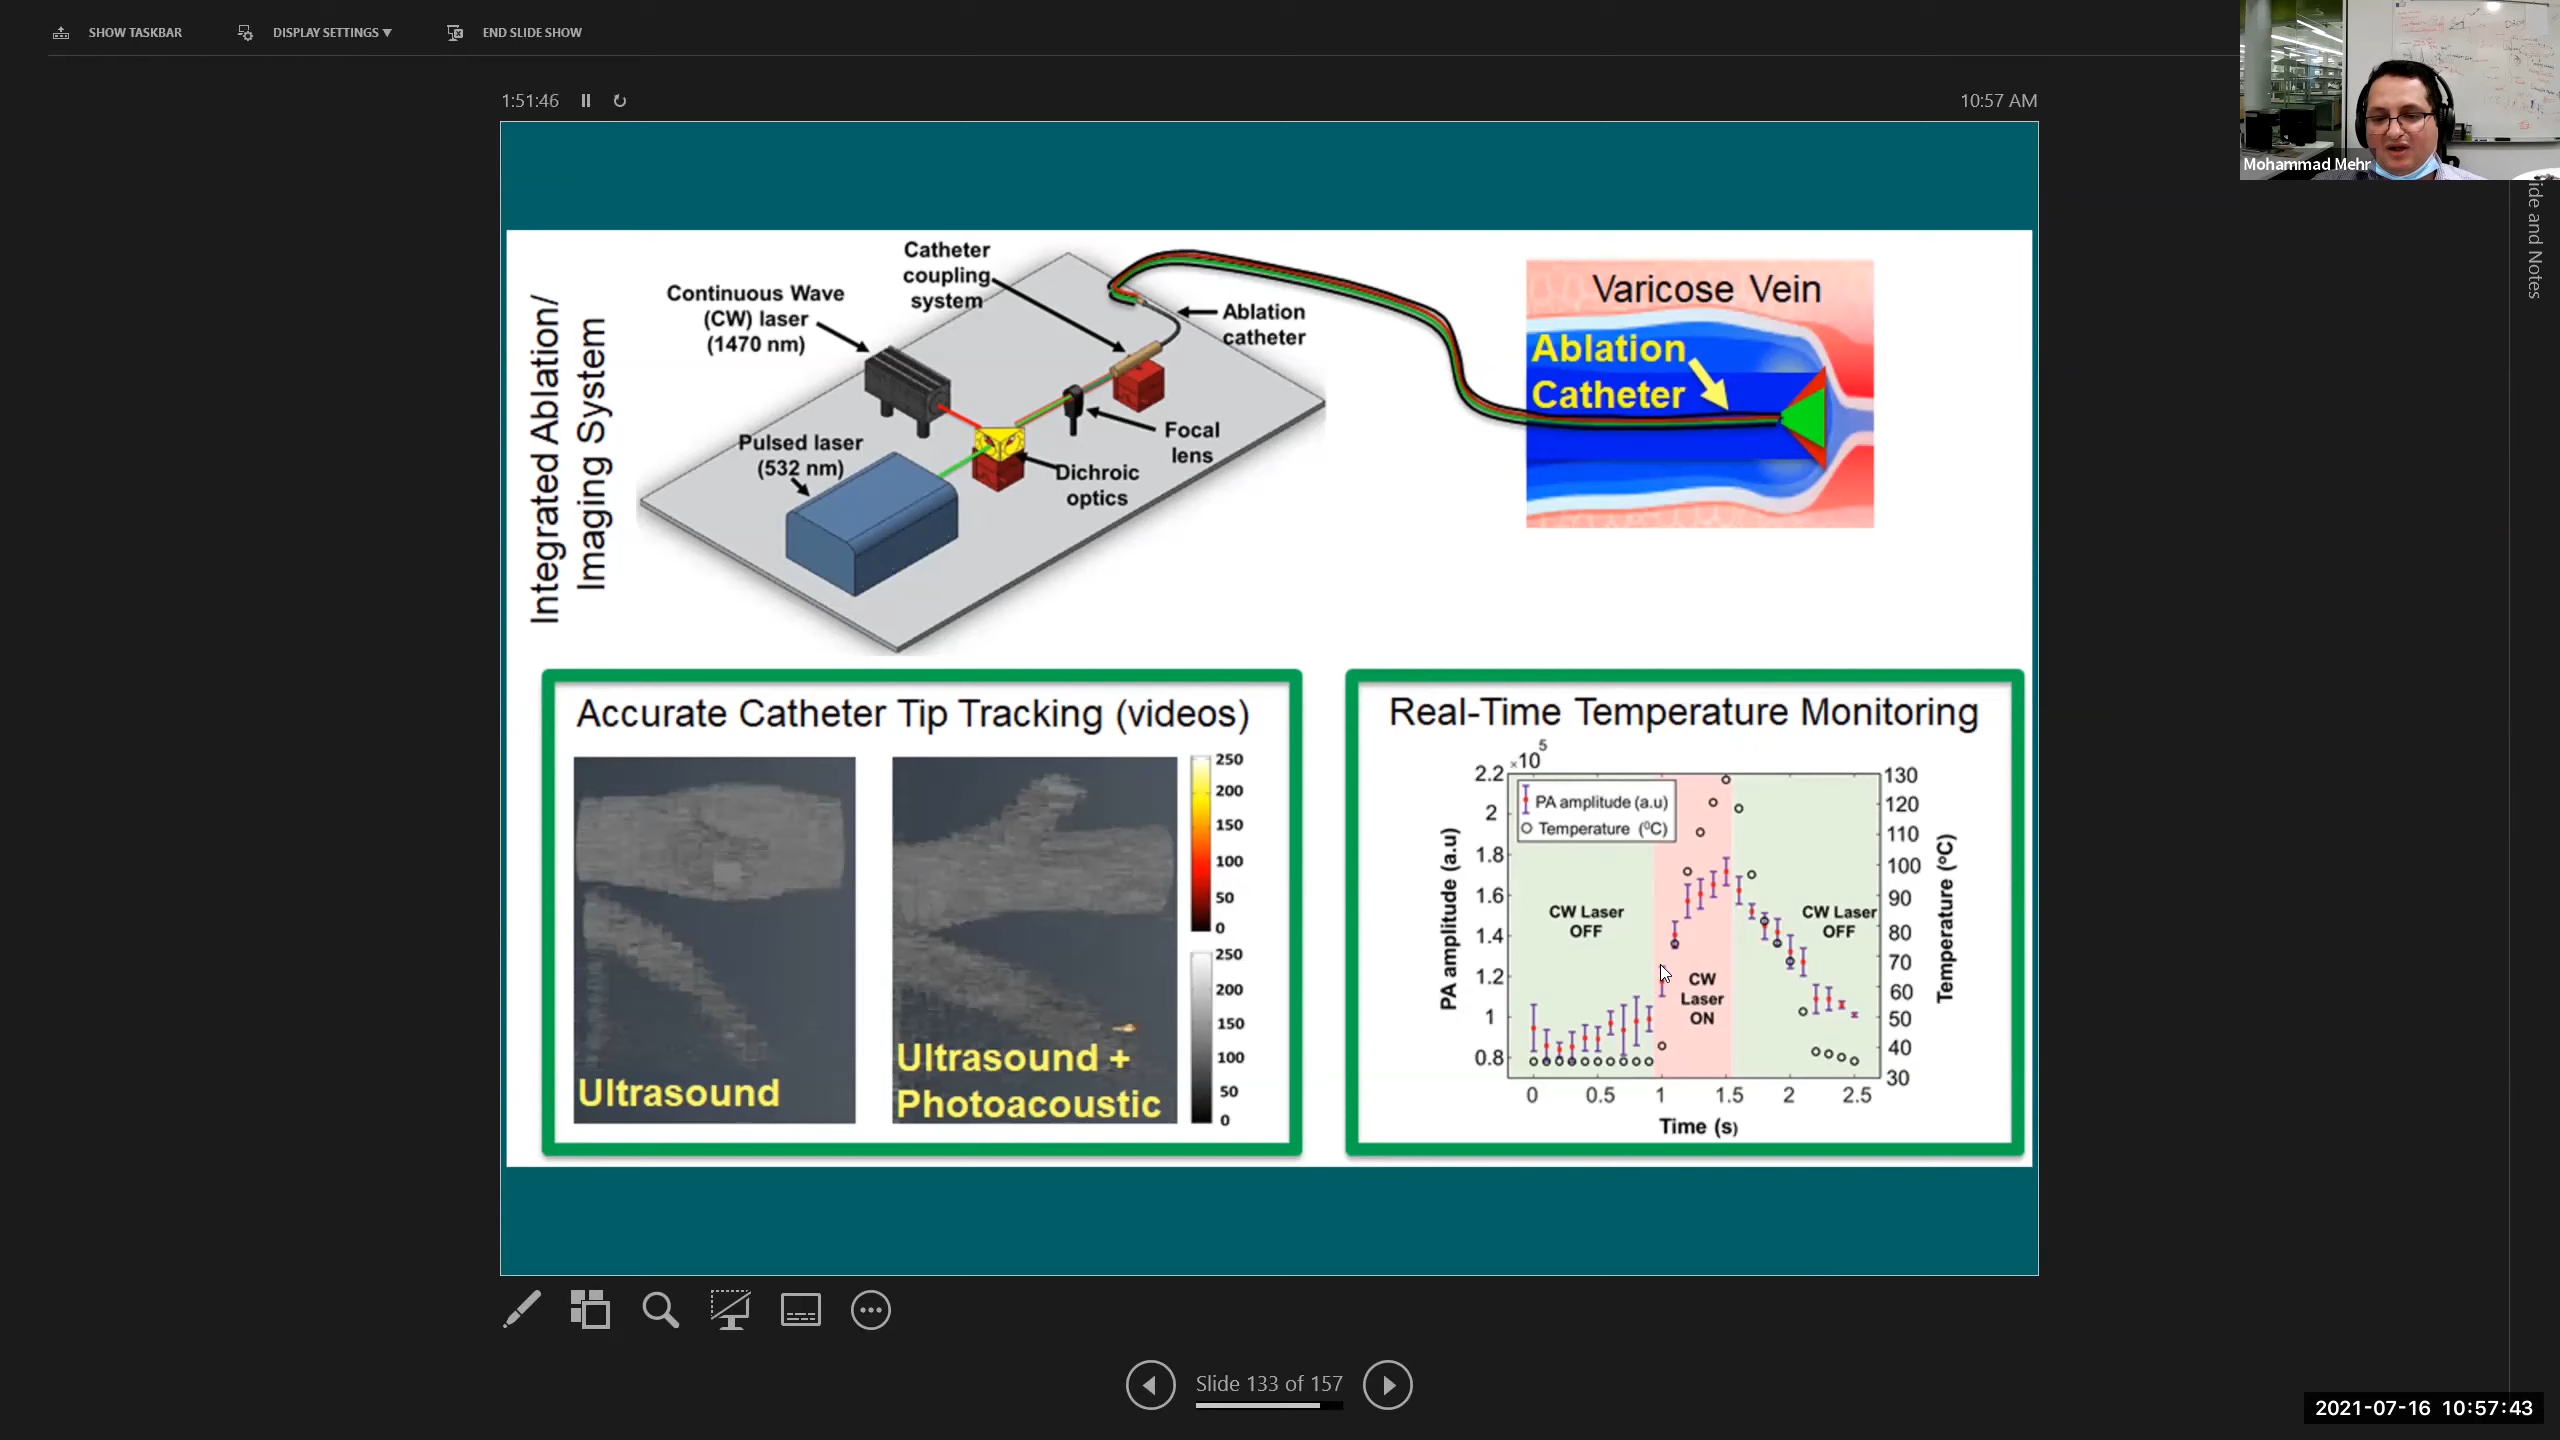 SHOW TASKBAR
DISPLAY SETTINGS ▼
END SLIDE SHOW
1:51:46
10:57 AM
Mohammad Mehr
ide and Notes
Integrated Ablation/
Imaging System
Continuous Wave
(CW) laser
(1470 nm)
Catheter
coupling
system
Ablation
catheter
Pulsed laser
(532 nm)
Focal
lens
Dichroic
optics
Varicose Vein
Ablation
Catheter
Accurate Catheter Tip Tracking (videos)
Ultrasound
Ultrasound +
Photoacoustic
250
200
150
100
50
0
250
200
150
100
50
0
Real-Time Temperature Monitoring
×10
5
2.2
2
1.8
1.6
1.4
1.2
1
0.8
PA amplitude (a.u)
PA amplitude (a.u)
Temperature (⁰C)
CW Laser
OFF
CW
Laser
ON
CW Laser
OFF
130
120
110
100
90
80
70
60
50
40
30
Temperature (°C)
0
0.5
1
1.5
2
2.5
Time (s)
Slide 133 of 157
2021-07-16 10:57:43